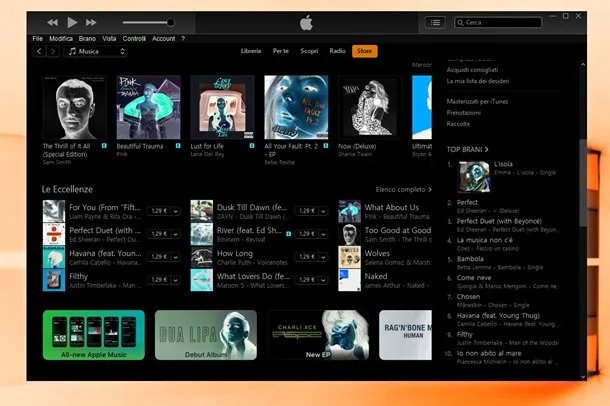 Cerca
File Modifica Brano Vista Controlli Account ?
Musica
Libreria Per te Scopri Radio Store
Acquisti consigliati
La mia lista dei desideri
Masterizzati per iTunes
Prenotazioni
Raccolte
The Thrill of It All
(Special Edition)
Sam Smith
Beautiful Trauma
P!nk
Lust for Life
Lana Del Rey
All Your Fault: Pt. 2
- EP
Bebe Rexha
Now (Deluxe)
Shania Twain
Ultimat
Bryan A
Le Eccellenze
Elenco completo >
For You (From "Fift...
Liam Payne & Rita Ora -
1,29 €
Perfect Duet (with ...
Ed Sheeran - Perfect Du
1,29 €
Havana (feat. Youn...
Camila Cabello - Havana
1,29 €
Filthy
Justin Timberlake - Man
1,29 €
Dusk Till Dawn (fe...
ZAYN - Dusk Till Dawn (
1,29 €
River (feat. Ed Sh...
Eminem - Revival
1,29 €
How Long
Charlie Puth - Voicenotes
1,29 €
What Lovers Do (fe...
Maroon 5 - What Lovers
1,29 €
What About Us
P!nk - Beautiful Trauma
Too Good at Good
Sam Smith - The Thrill o
Wolves
Selena Gomez & Marsh
Naked
James Arthur - Naked -
TOP BRANI >
1. L'isola
Emma - L'isola - Single
2. Perfect
Ed Sheeran - ÷ (Deluxe)
3. Perfect Duet (with Beyoncé)
Ed Sheeran - Perfect Duet (with Beyon
4. La musica non c'è
Coez - Faccio un casino
5. Bambola
Betta Lemme - Bambola - Single
6. Come neve
Giorgia & Marco Mengoni - Come ne
7. Chosen
Måneskin - Chosen - Single
8. Havana (feat. Young Thug)
Camila Cabello - Havana (feat. Young
9. Filthy
Justin Timberlake - Man of the Woods
10. Io non abito al mare
Francesca Michielin - Io non abito al
All-new Apple Music
DUA LIPA
Debut Album
CHARLI XCX
New EP
RAG'N'BONE M
HUMAN